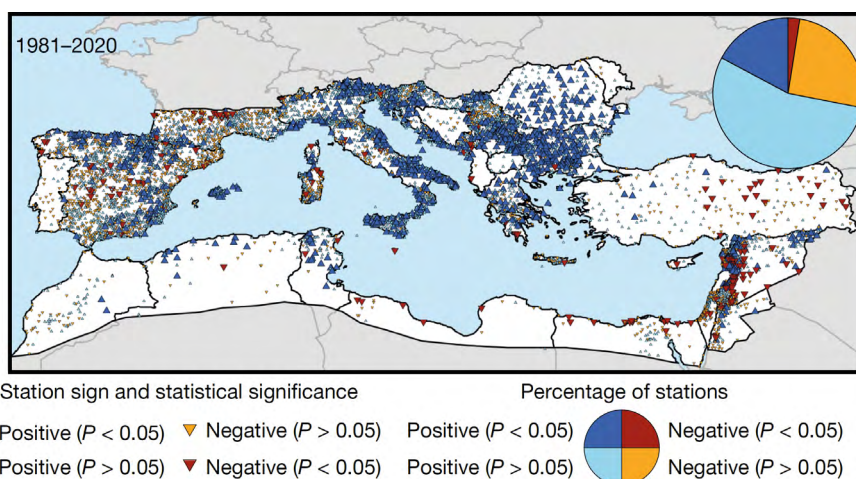 1981–2020
Station sign and statistical significance
Percentage of stations
Positive (P < 0.05) Negative (P > 0.05) Positive (P < 0.05) Negative (P < 0.05)
Positive (P > 0.05) Negative (P < 0.05) Positive (P > 0.05) Negative (P > 0.05)